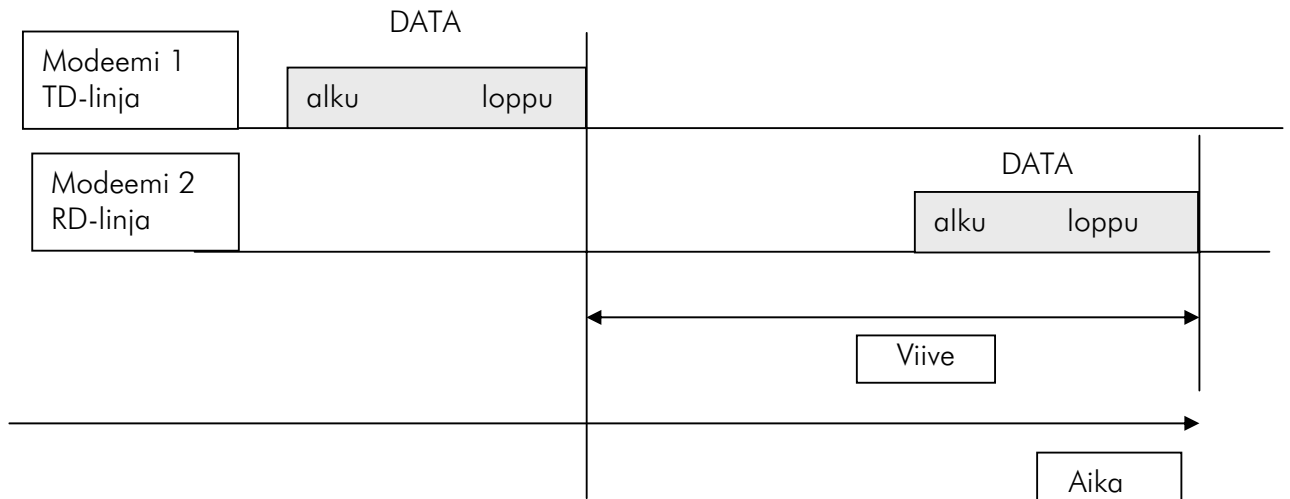 DATA
Modeemi 1
TD-linja
alku loppu
DATA
Modeemi 2
RD-linja
alku loppu
Viive
Aika